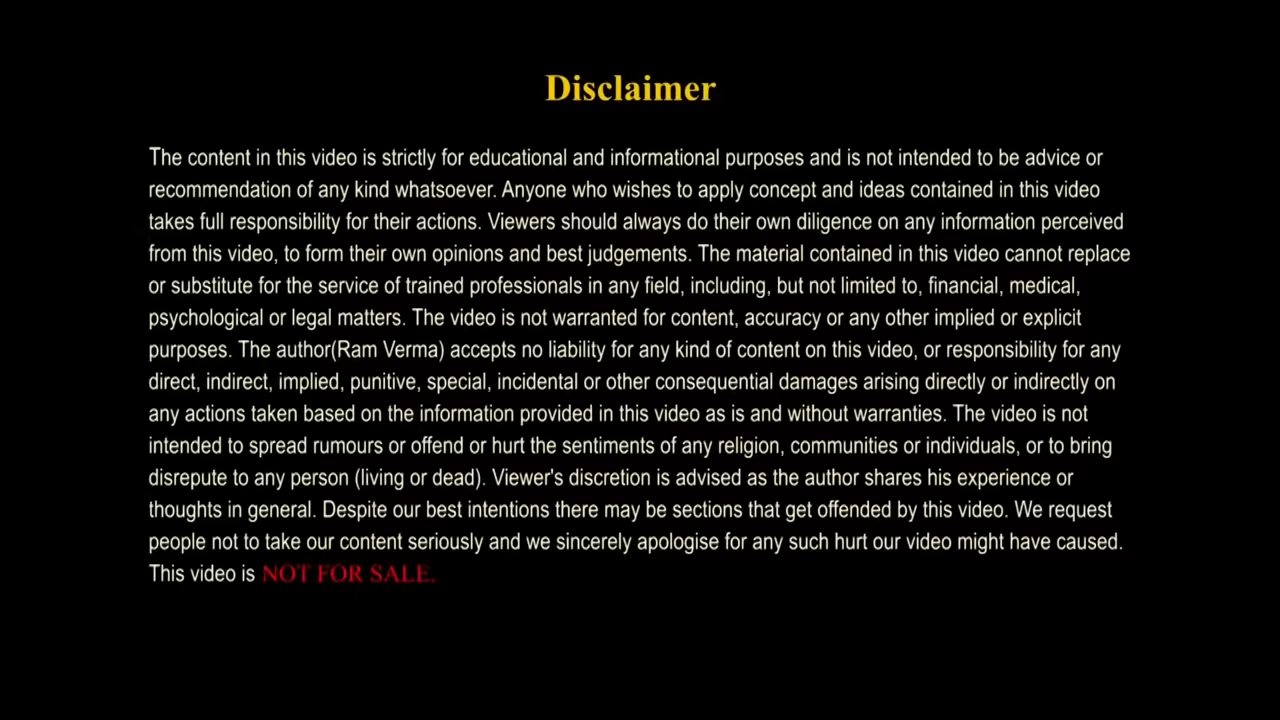 Disclaimer
The content in this video is strictly for educational and informational purposes and is not intended to be advice or
recommendation of any kind whatsoever. Anyone who wishes to apply concept and ideas contained in this video
takes full responsibility for their actions. Viewers should always do their own diligence on any information perceived
from this video, to form their own opinions and best judgements. The material contained in this video cannot replace
or substitute for the service of trained professionals in any field, including, but not limited to, financial, medical,
psychological or legal matters. The video is not warranted for content, accuracy or any other implied or explicit
purposes. The author(Ram Verma) accepts no liability for any kind of content on this video, or responsibility for any
direct, indirect, implied, punitive, special, incidental or other consequential damages arising directly or indirectly on
any actions taken based on the information provided in this video as is and without warranties. The video is not
intended to spread rumours or offend or hurt the sentiments of any religion, communities or individuals, or to bring
disrepute to any person (living or dead). Viewer's discretion is advised as the author shares his experience or
thoughts in general. Despite our best intentions there may be sections that get offended by this video. We request
people not to take our content seriously and we sincerely apologise for any such hurt our video might have caused.
This video is NOT FOR SALE.